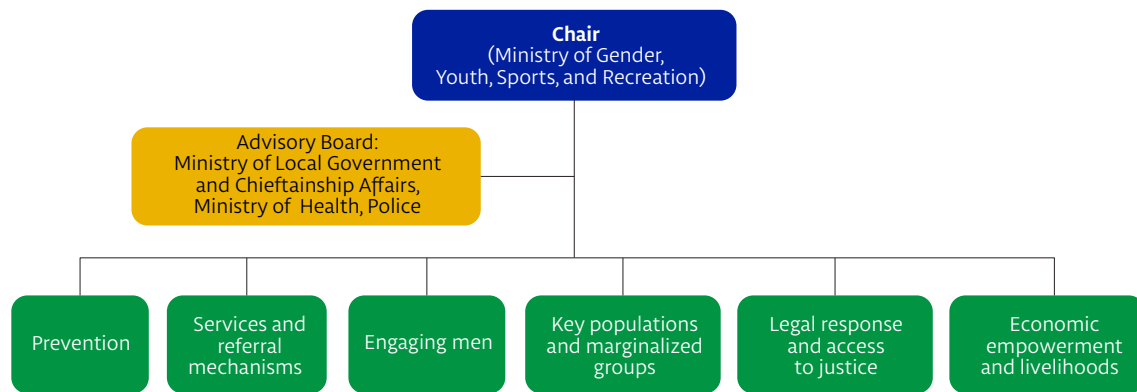 Chair
(Ministry of Gender,
Youth, Sports, and Recreation)
Advisory Board:
Ministry of Local Government
and Chieftainship Affairs,
Ministry of Health, Police
Prevention
Services and
referral
mechanisms
Engaging men
Key populations
and marginalized
groups
Legal response
and access
to justice
Economic
empowerment
and livelihoods